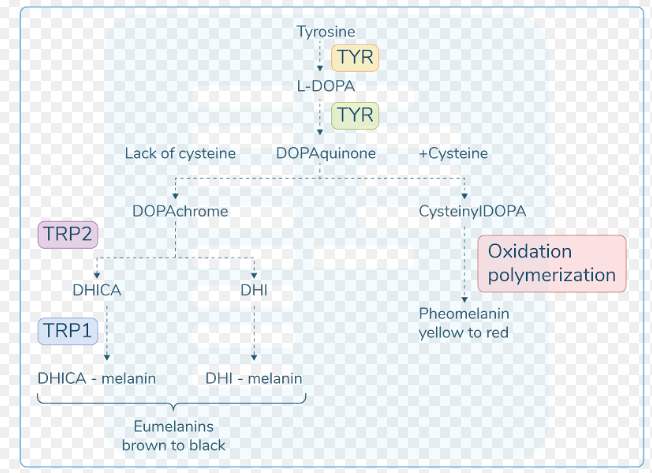 Tyrosine
TYR
L-DOPA
TYR
Lack of cysteine DOPAquinone +Cysteine
DOPAchrome CysteinylDOPA
TRP2
Oxidation
polymerization
DHICA DHI
Pheomelanin
yellow to red
TRP1
DHICA - melanin DHI - melanin
Eumelanins
brown to black